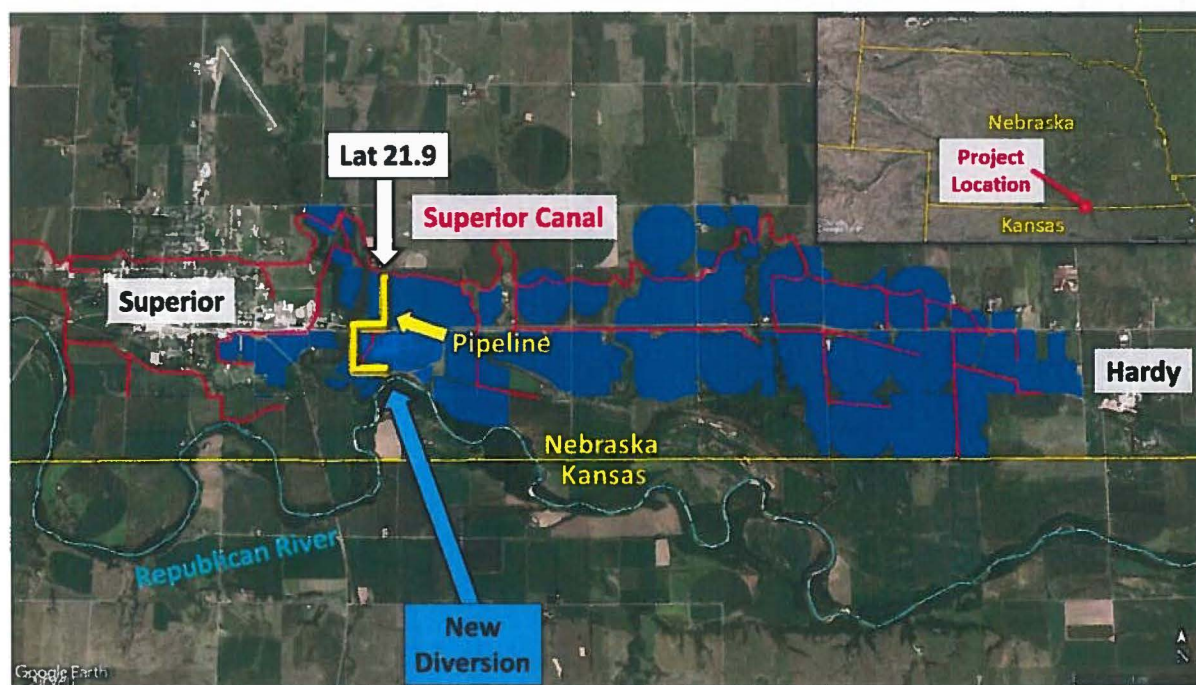 Nebraska
Project
Location
Kansas
Lat 21.9
Superior Canal
Superior
Pipeline
Hardy
Nebraska
Kansas
Republican River
New
Diversion
Google Earth
N